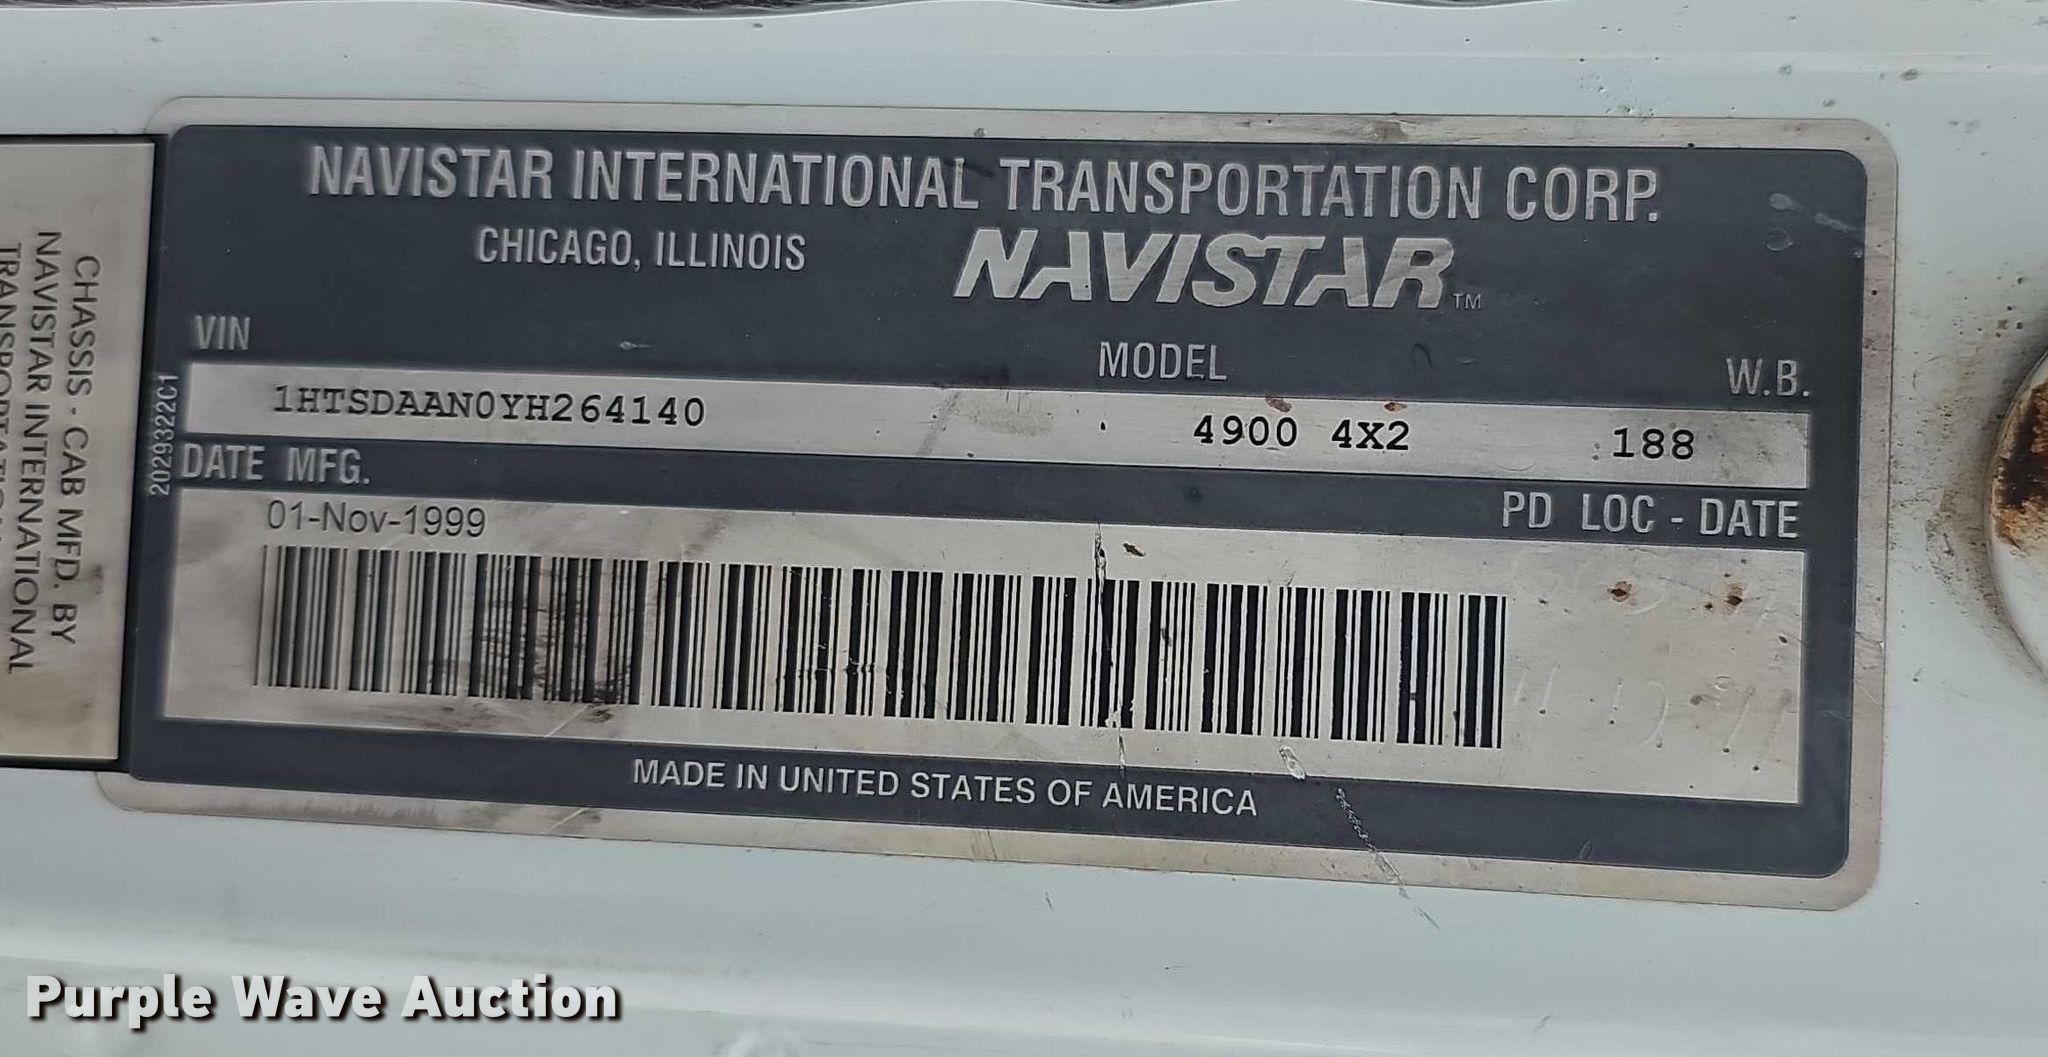 NAVISTAR INTERNATIONAL TRANSPORTATION CORP.
CHICAGO, ILLINOIS
NAVISTAR™
VIN
MODEL
W.B.
1HTSDAAN0YH264140
4900 4X2
188
DATE MFG.
PD LOC - DATE
01-Nov-1999
MADE IN UNITED STATES OF AMERICA
2029322C1
CHASSIS - CAB MFD. BY
NAVISTAR INTERNATIONAL
Purple Wave Auction